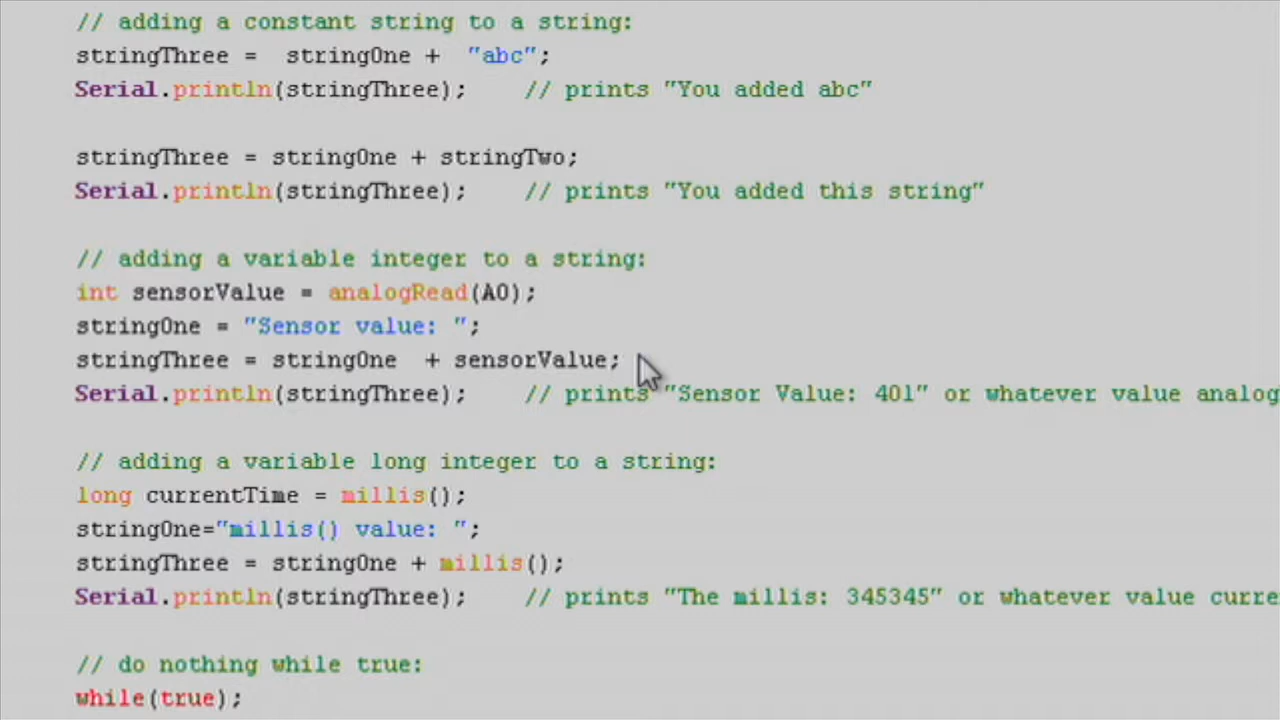 // adding a constant string to a string:
stringThree =  stringOne +  "abc";
Serial.println(stringThree);    // prints "You added abc"
stringThree = stringOne + stringTwo;
Serial.println(stringThree);    // prints "You added this string"
// adding a variable integer to a string:
int sensorValue = analogRead(A0);
stringOne = "Sensor value: ";
stringThree = stringOne  + sensorValue;
Serial.println(stringThree);    // prints "Sensor Value: 401" or whatever value analog
// adding a variable long integer to a string:
long currentTime = millis();
stringOne="millis() value: ";
stringThree = stringOne + millis();
Serial.println(stringThree);    // prints "The millis: 345345" or whatever value curre
// do nothing while true:
while(true);